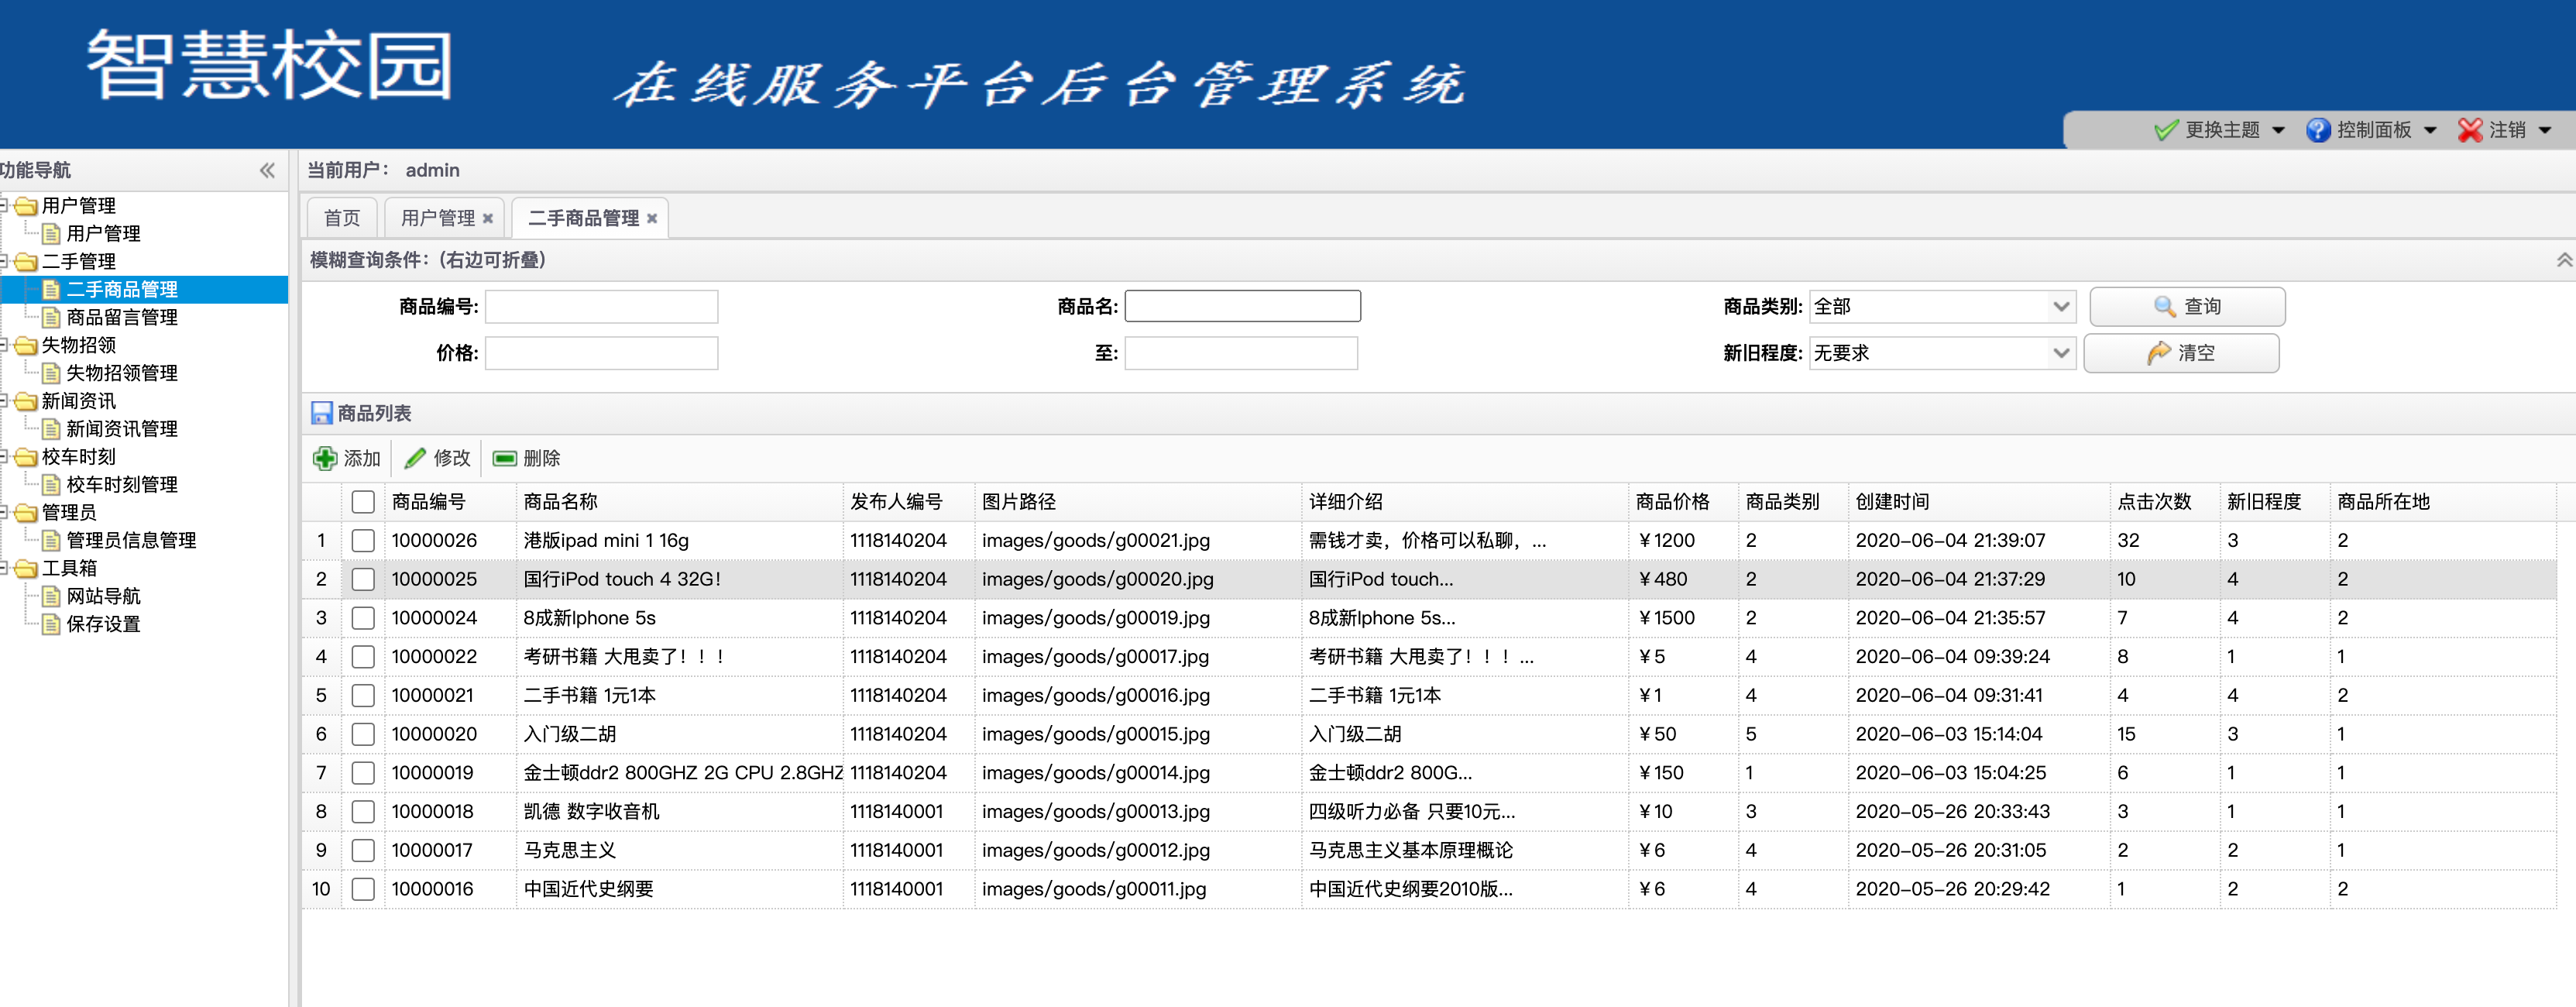 智慧校园 在线服务平台后台管理系统
更换主题 控制面板 注销
功能导航
用户管理
用户管理
二手管理
二手商品管理
商品留言管理
失物招领
失物招领管理
新闻资讯
新闻资讯管理
校车时刻
校车时刻管理
管理员
管理员信息管理
工具箱
网站导航
保存设置
当前用户： admin
首页 用户管理 二手商品管理
模糊查询条件：（右边可折叠）
商品编号: 商品名: 商品类别: 全部 查询
价格: 至: 新旧程度: 无要求 清空
商品列表
添加 修改 删除
商品编号 商品名称 发布人编号 图片路径 详细介绍 商品价格 商品类别 创建时间 点击次数 新旧程度 商品所在地
1 10000026 港版ipad mini 1 16g 1118140204 images/goods/g00021.jpg 需钱才卖，价格可以私聊，... ￥1200 2 2020-06-04 21:39:07 32 3 2
2 10000025 国行iPod touch 4 32G！ 1118140204 images/goods/g00020.jpg 国行iPod touch... ￥480 2 2020-06-04 21:37:29 10 4 2
3 10000024 8成新Iphone 5s 1118140204 images/goods/g00019.jpg 8成新Iphone 5s... ￥1500 2 2020-06-04 21:35:57 7 4 2
4 10000022 考研书籍 大甩卖了！！！ 1118140204 images/goods/g00017.jpg 考研书籍 大甩卖了！！！... ￥5 4 2020-06-04 09:39:24 8 1 1
5 10000021 二手书籍 1元1本 1118140204 images/goods/g00016.jpg 二手书籍 1元1本 ￥1 4 2020-06-04 09:31:41 4 4 2
6 10000020 入门级二胡 1118140204 images/goods/g00015.jpg 入门级二胡 ￥50 5 2020-06-03 15:14:04 15 3 1
7 10000019 金士顿ddr2 800GHZ 2G CPU 2.8GHZ 1118140204 images/goods/g00014.jpg 金士顿ddr2 800G... ￥150 1 2020-06-03 15:04:25 6 1 1
8 10000018 凯德 数字收音机 1118140001 images/goods/g00013.jpg 四级听力必备 只要10元... ￥10 3 2020-05-26 20:33:43 3 1 1
9 10000017 马克思主义 1118140001 images/goods/g00012.jpg 马克思主义基本原理概论 ￥6 4 2020-05-26 20:31:05 2 2 1
10 10000016 中国近代史纲要 1118140001 images/goods/g00011.jpg 中国近代史纲要2010版... ￥6 4 2020-05-26 20:29:42 1 2 2